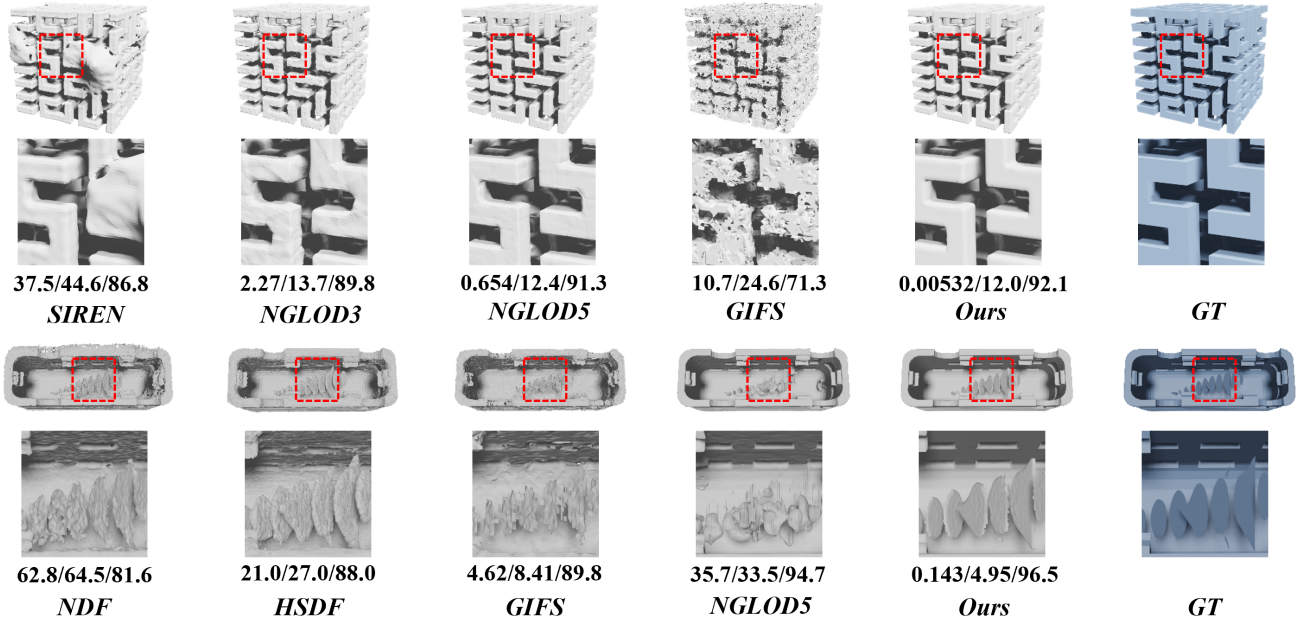 37.5/44.6/86.8 2.27/13.7/89.8 0.654/12.4/91.3 10.7/24.6/71.3 0.00532/12.0/92.1
SIREN NGLOD3 NGLOD5 GIFS Ours GT
62.8/64.5/81.6 21.0/27.0/88.0 4.62/8.41/89.8 35.7/33.5/94.7 0.143/4.95/96.5
NDF HSDF GIFS NGLOD5 Ours GT